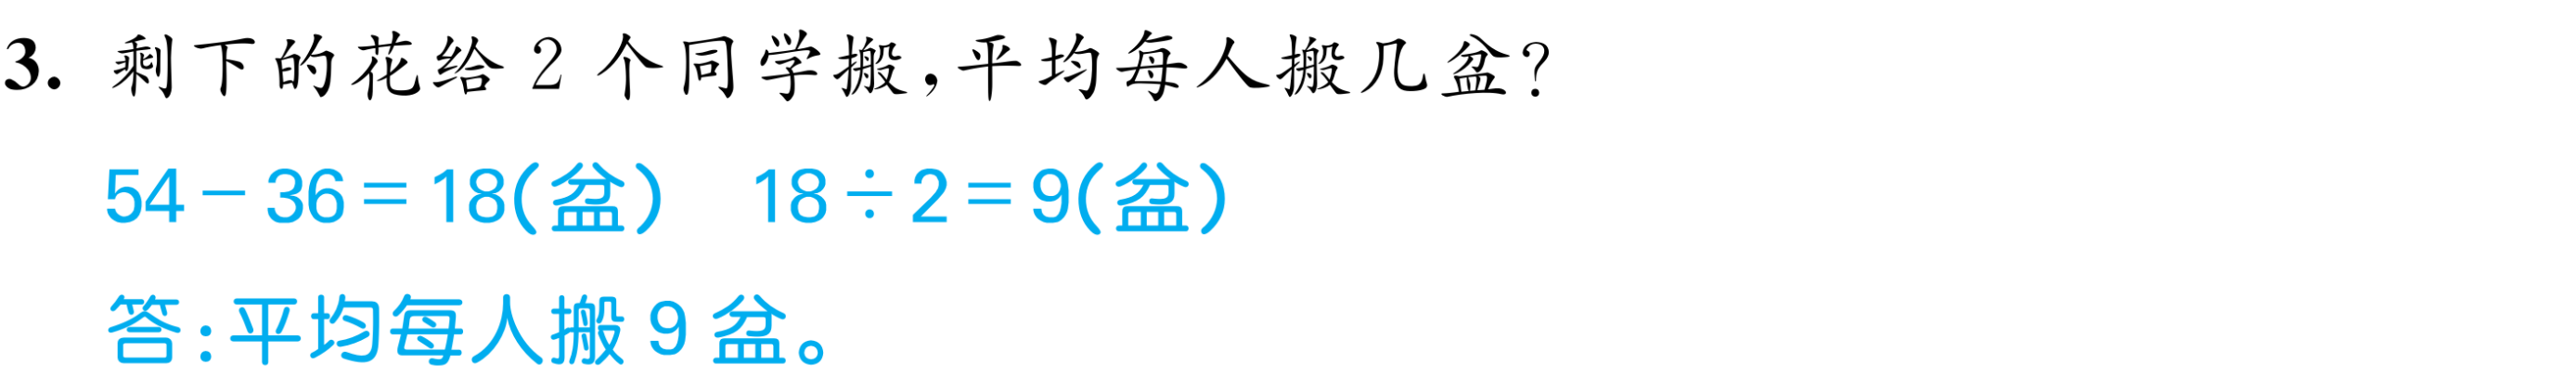 3. 剩下的花给 2 个同学搬,平均每人搬几盆?
54－36＝18(盆)  18÷2＝9(盆)
答:平均每人搬 9 盆。